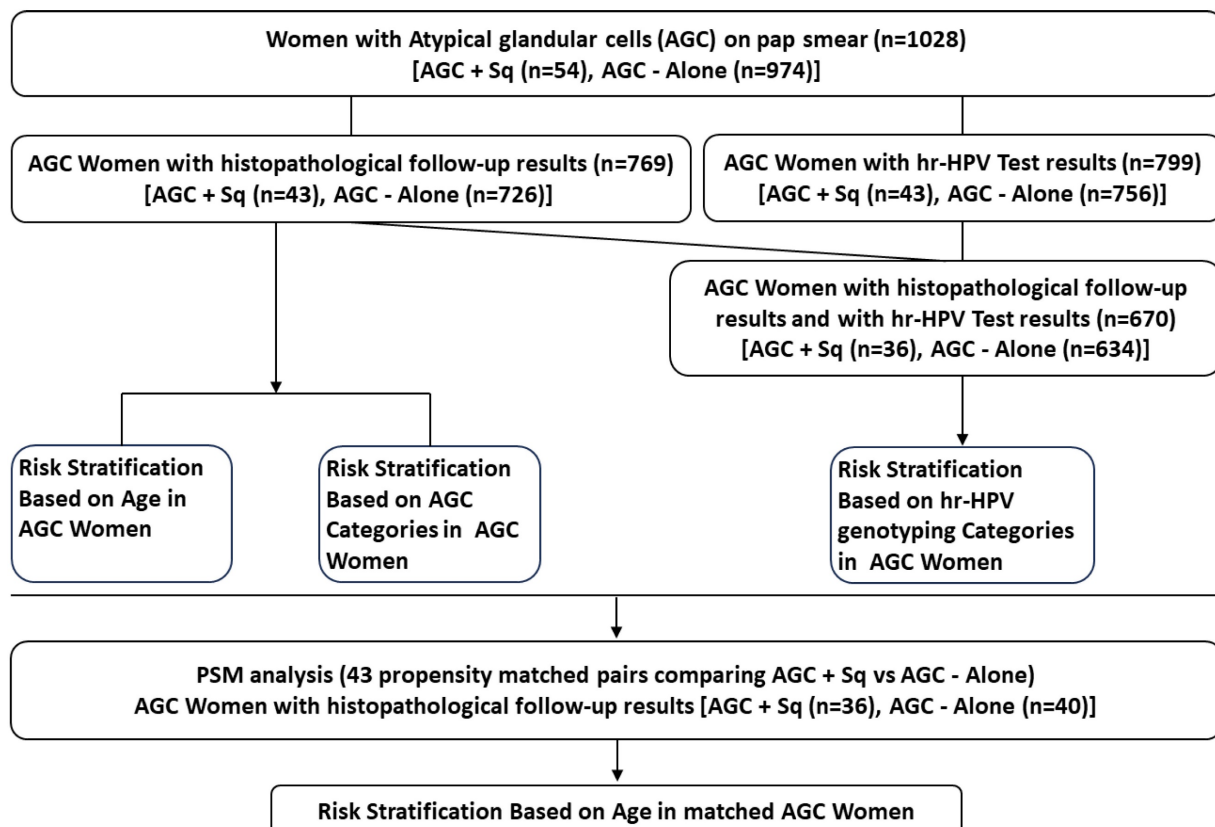 Women with Atypical glandular cells (AGC) on pap smear (n=1028)
[AGC + Sq (n=54), AGC - Alone (n=974)]
AGC Women with histopathological follow-up results (n=769)
[AGC + Sq (n=43), AGC - Alone (n=726)]
AGC Women with hr-HPV Test results (n=799)
[AGC + Sq (n=43), AGC - Alone (n=756)]
AGC Women with histopathological follow-up
results and with hr-HPV Test results (n=670)
[AGC + Sq (n=36), AGC - Alone (n=634)]
Risk Stratification
Based on Age in
AGC Women
Risk Stratification
Based on AGC
Categories in AGC
Women
Risk Stratification
Based on hr-HPV
genotyping Categories
in AGC Women
PSM analysis (43 propensity matched pairs comparing AGC + Sq vs AGC - Alone)
AGC Women with histopathological follow-up results [AGC + Sq (n=36), AGC - Alone (n=40)]
Risk Stratification Based on Age in matched AGC Women